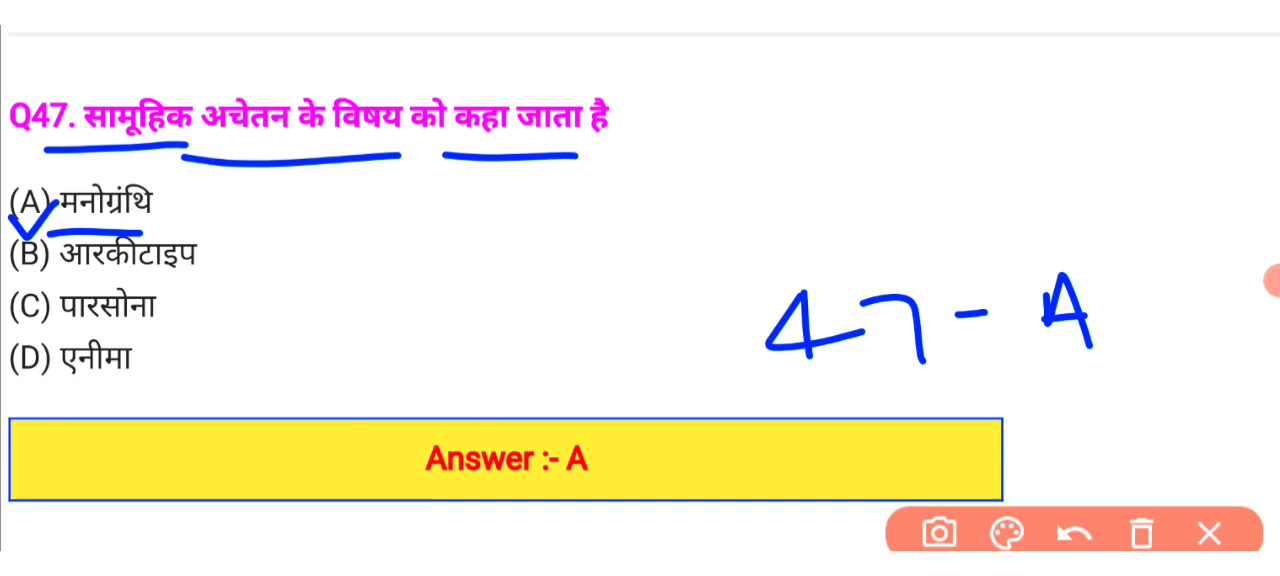 Q47. सामूहिक अचेतन के विषय को कहा जाता है
(A) मनोग्रंथि
(B) आरकीटाइप
(C) पारसोना
(D) एनीमा
47 - A
Answer :- A